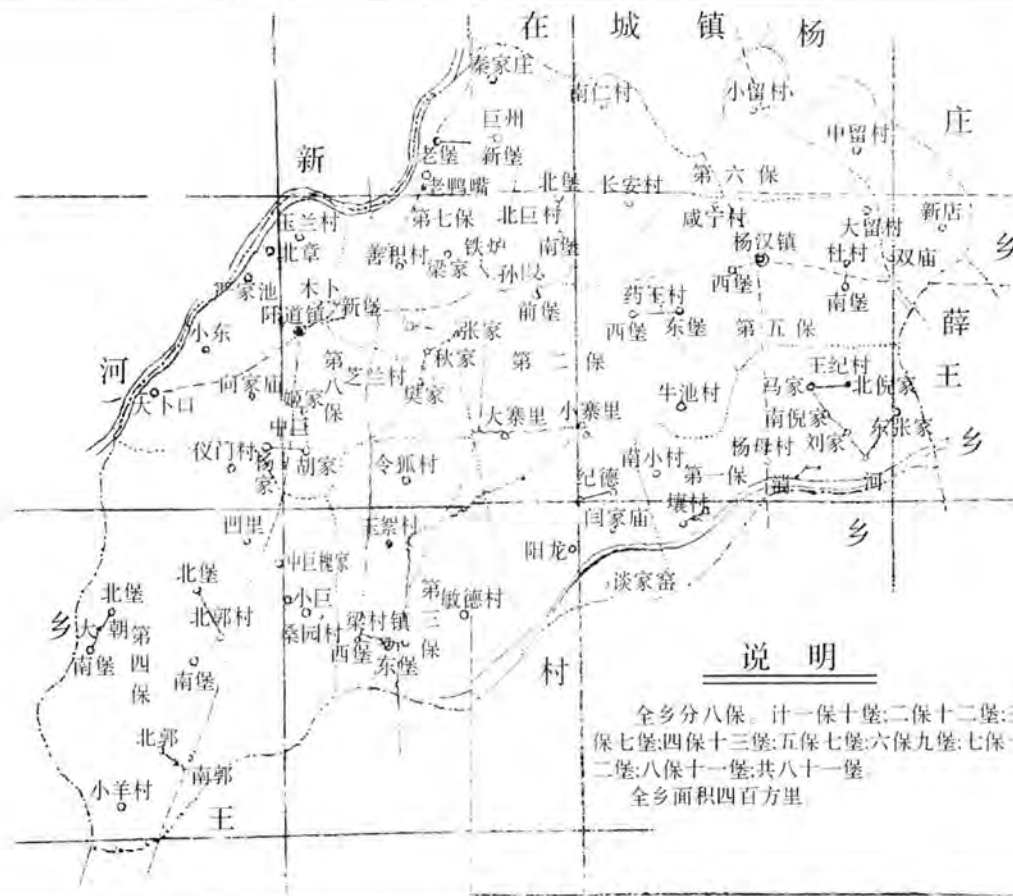 在城镇杨
庄
乡
薛
王
乡
乡
新
河
乡
村
王
秦家庄
南仁村
小留村
巨州
中留村
老堡
新堡
老鸭嘴
北堡
长安村
第六保
咸宁村
新店
玉兰村
第七保
北巨村
大留村
北章
善积村
铁炉
南堡
杨汉镇
杜村
双庙
梁家
西堡
木卜
新堡
药王村
南堡
前堡
西堡
东堡
第五保
小东
张家
第八保
芝兰村
秋家
第二保
王纪村
樊家
牛池村
马家
北倪家
大卜口
姬家
大寨里
小寨里
南倪家
东张家
中巨
刘家
仪门村
杨家
胡家
令狐村
杨母村
南小村
第一保
纪德
河
壤村
凹里
玉絮村
闫家庙
阳龙
中巨槐家
谈家窑
北堡
小巨
第三保
敏德村
北堡
北郭村
大朝
桑园村
梁村镇
第四保
西堡
东堡
南堡
南堡
北郭
南郭
小羊村
说明
全乡分八保。计一保十堡;二保十二堡;
保七堡;四保十三堡;五保七堡;六保九堡;七保
二堡;八保十一堡;共八十一堡。
全乡面积四百方里